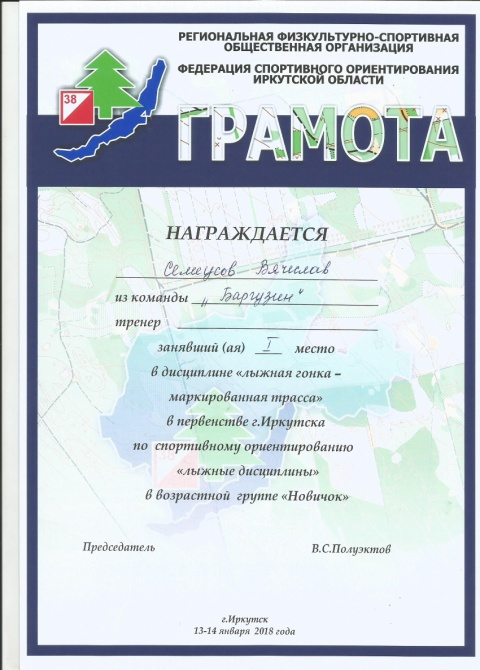 РЕГИОНАЛЬНАЯ ФИЗКУЛЬТУРНО-СПОРТИВНАЯ
ОБЩЕСТВЕННАЯ ОРГАНИЗАЦИЯ
ФЕДЕРАЦИЯ СПОРТИВНОГО ОРИЕНТИРОВАНИЯ
ИРКУТСКОЙ ОБЛАСТИ
38
ГРАМОТА
НАГРАЖДАЕТСЯ
Семеусов Вячислав
из команды „Баргузин"
тренер
занявший (ая) I место
в дисциплине «лыжная гонка –
маркированная трасса»
в первенстве г.Иркутска
по спортивному ориентированию
«лыжные дисциплины»
в возрастной группе «Новичок»
Председатель В.С.Полуэктов
г.Иркутск
13-14 января 2018 года